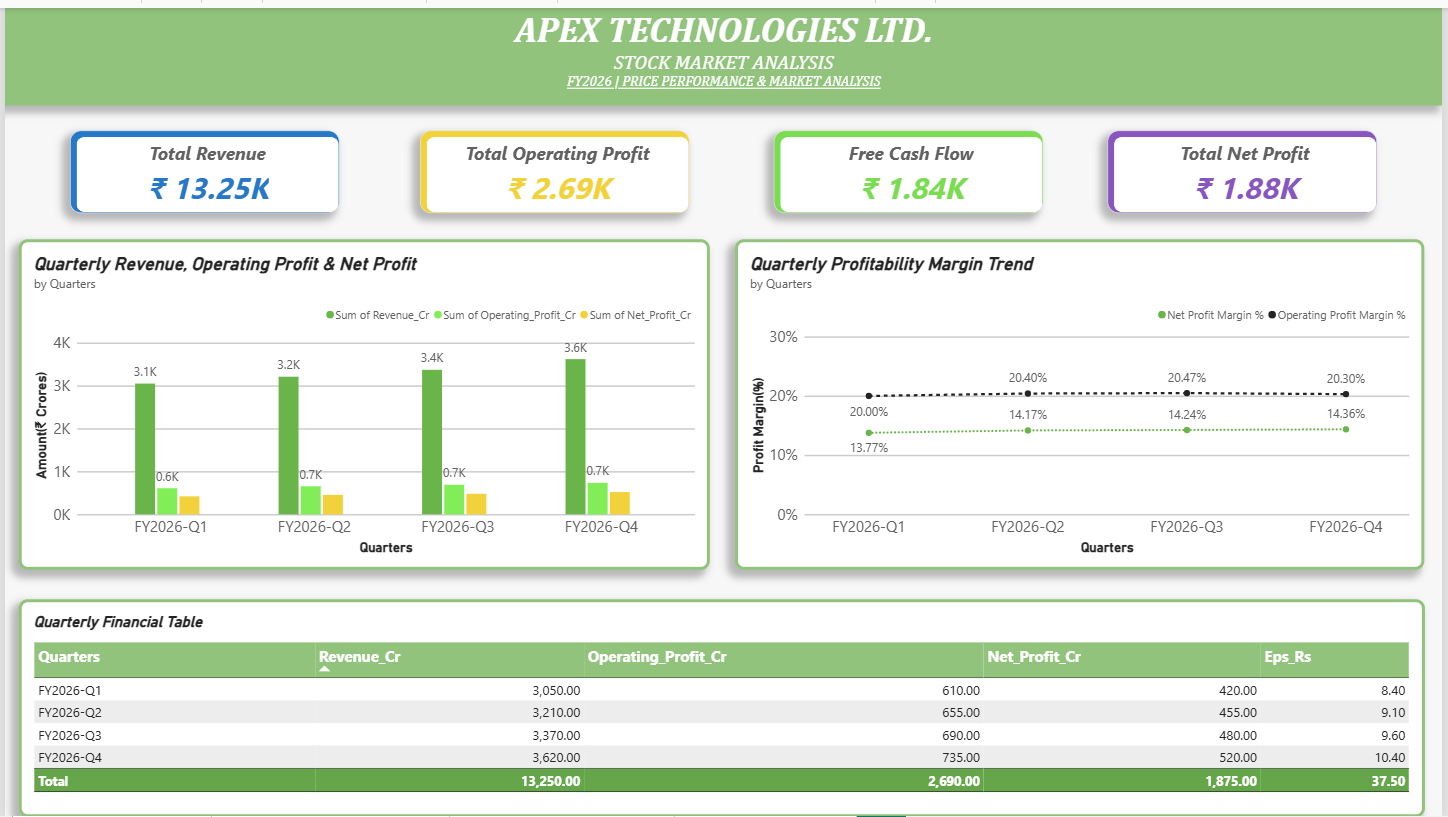 APEX TECHNOLOGIES LTD.
STOCK MARKET ANALYSIS
FY2026 | PRICE PERFORMANCE & MARKET ANALYSIS
Total Revenue
₹ 13.25K
Total Operating Profit
₹ 2.69K
Free Cash Flow
₹ 1.84K
Total Net Profit
₹ 1.88K
Quarterly Revenue, Operating Profit & Net Profit
by Quarters
Sum of Revenue_Cr Sum of Operating_Profit_Cr Sum of Net_Profit_Cr
Amount(₹ Crores)
4K
3K
2K
1K
0K
3.1K
0.6K
3.2K
0.7K
3.4K
0.7K
3.6K
0.7K
FY2026-Q1 FY2026-Q2 FY2026-Q3 FY2026-Q4
Quarters
Quarterly Profitability Margin Trend
by Quarters
Net Profit Margin % Operating Profit Margin %
Profit Margin(%)
30%
20%
10%
0%
20.00% 20.40% 20.47% 20.30%
13.77% 14.17% 14.24% 14.36%
FY2026-Q1 FY2026-Q2 FY2026-Q3 FY2026-Q4
Quarters
Quarterly Financial Table
Quarters Revenue_Cr Operating_Profit_Cr Net_Profit_Cr Eps_Rs
FY2026-Q1 3,050.00 610.00 420.00 8.40
FY2026-Q2 3,210.00 655.00 455.00 9.10
FY2026-Q3 3,370.00 690.00 480.00 9.60
FY2026-Q4 3,620.00 735.00 520.00 10.40
Total 13,250.00 2,690.00 1,875.00 37.50